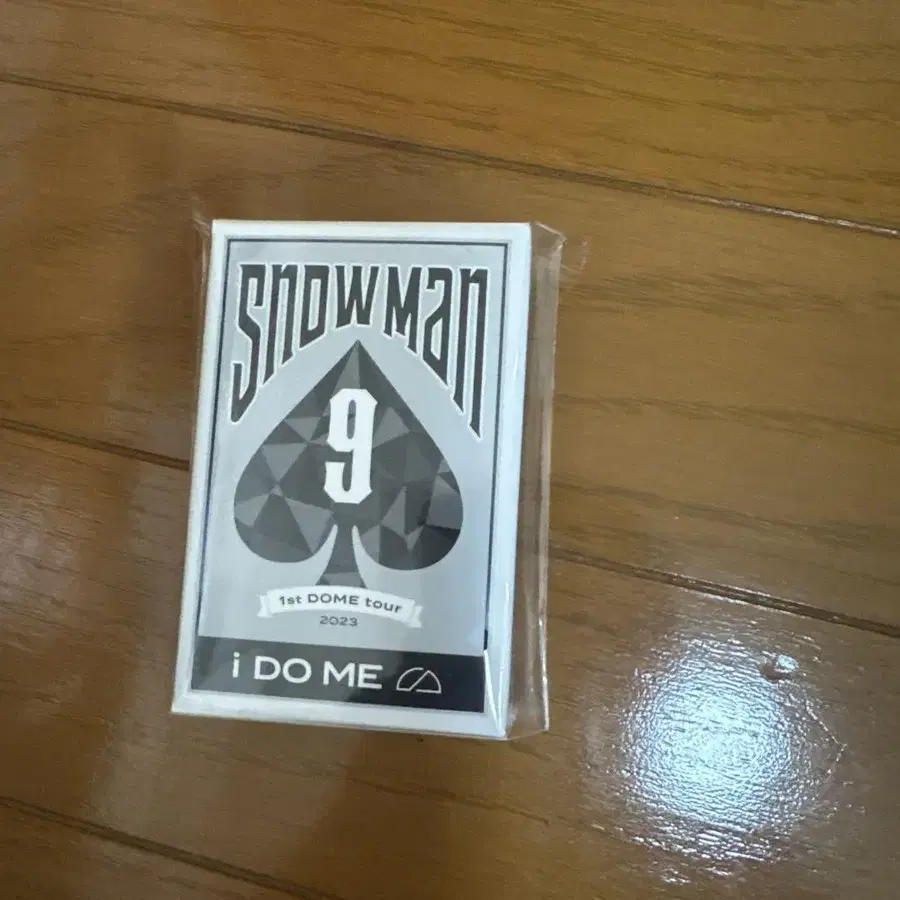 snowman
9
1st DOME tour
2023
i DO ME